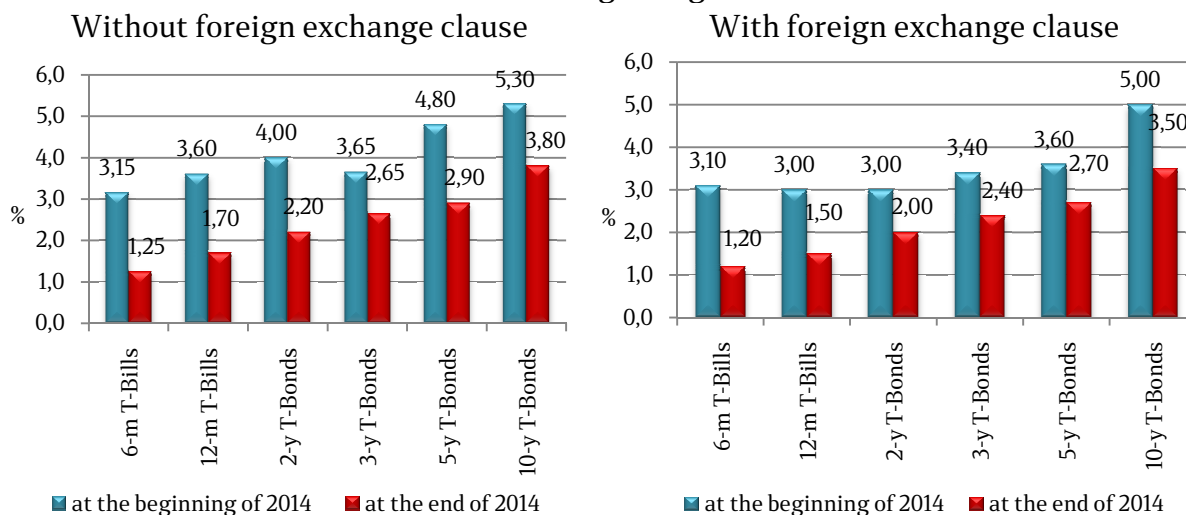 Without foreign exchange clause
6,0
5,0
4,0
3,0
2,0
1,0
0,0
%
3,15
1,25
3,60
1,70
4,00
2,20
3,65
2,65
4,80
2,90
5,30
3,80
6-m T-Bills
12-m T-Bills
2-y T-Bonds
3-y T-Bonds
5-y T-Bonds
10-y T-Bonds
at the beginning of 2014
at the end of 2014
With foreign exchange clause
6,0
5,0
4,0
3,0
2,0
1,0
0,0
%
3,10
1,20
3,00
1,50
3,00
2,00
3,40
2,40
3,60
2,70
5,00
3,50
6-m T-Bills
12-m T-Bills
2-y T-Bonds
3-y T-Bonds
5-y T-Bonds
10-y T-Bonds
at the beginning of 2014
at the end of 2014